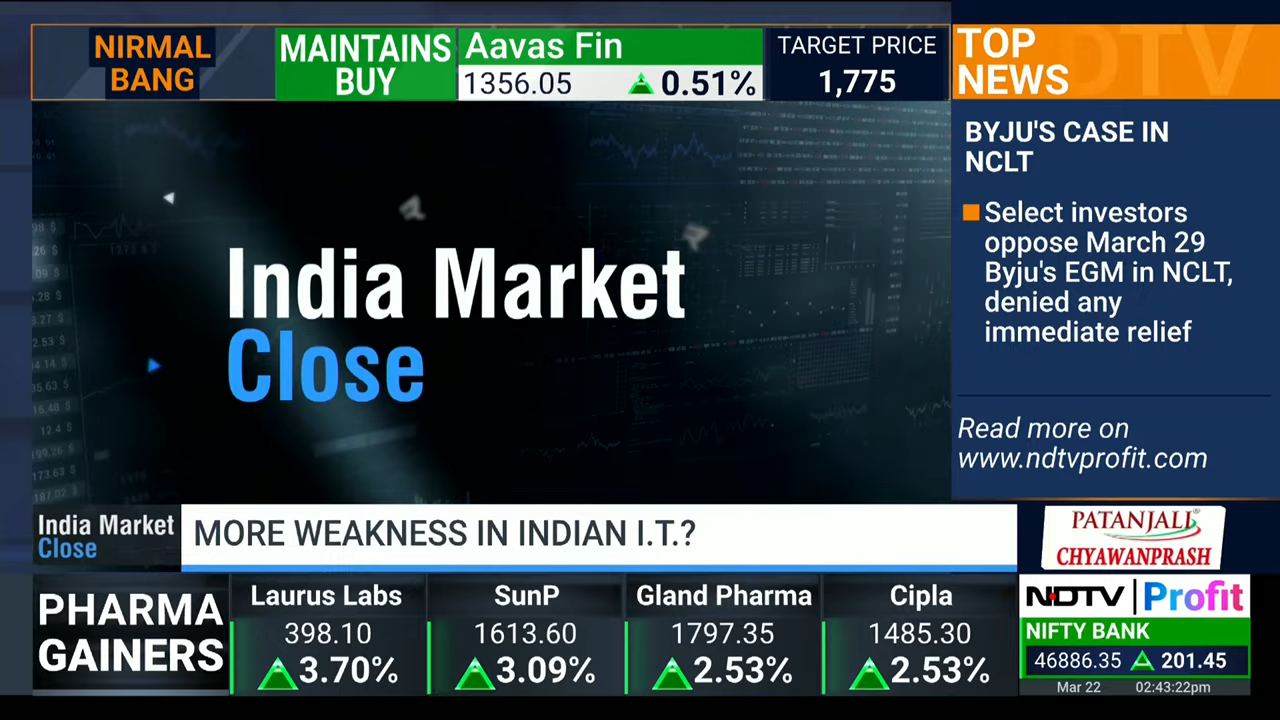 NIRMAL
BANG
MAINTAINS
BUY
Aavas Fin
1356.05 0.51%
TARGET PRICE
1,775
TOP
NEWS
BYJU'S CASE IN
NCLT
Select investors
oppose March 29
Byju's EGM in NCLT,
denied any
immediate relief
Read more on
www.ndtvprofit.com
India Market
Close
India Market
Close
MORE WEAKNESS IN INDIAN I.T.?
PATANJALI
CHYAWANPRASH
PHARMA
GAINERS
Laurus Labs
398.10
3.70%
SunP
1613.60
3.09%
Gland Pharma
1797.35
2.53%
Cipla
1485.30
2.53%
NDTV Profit
NIFTY BANK
46886.35 201.45
Mar 22 02:43:22pm